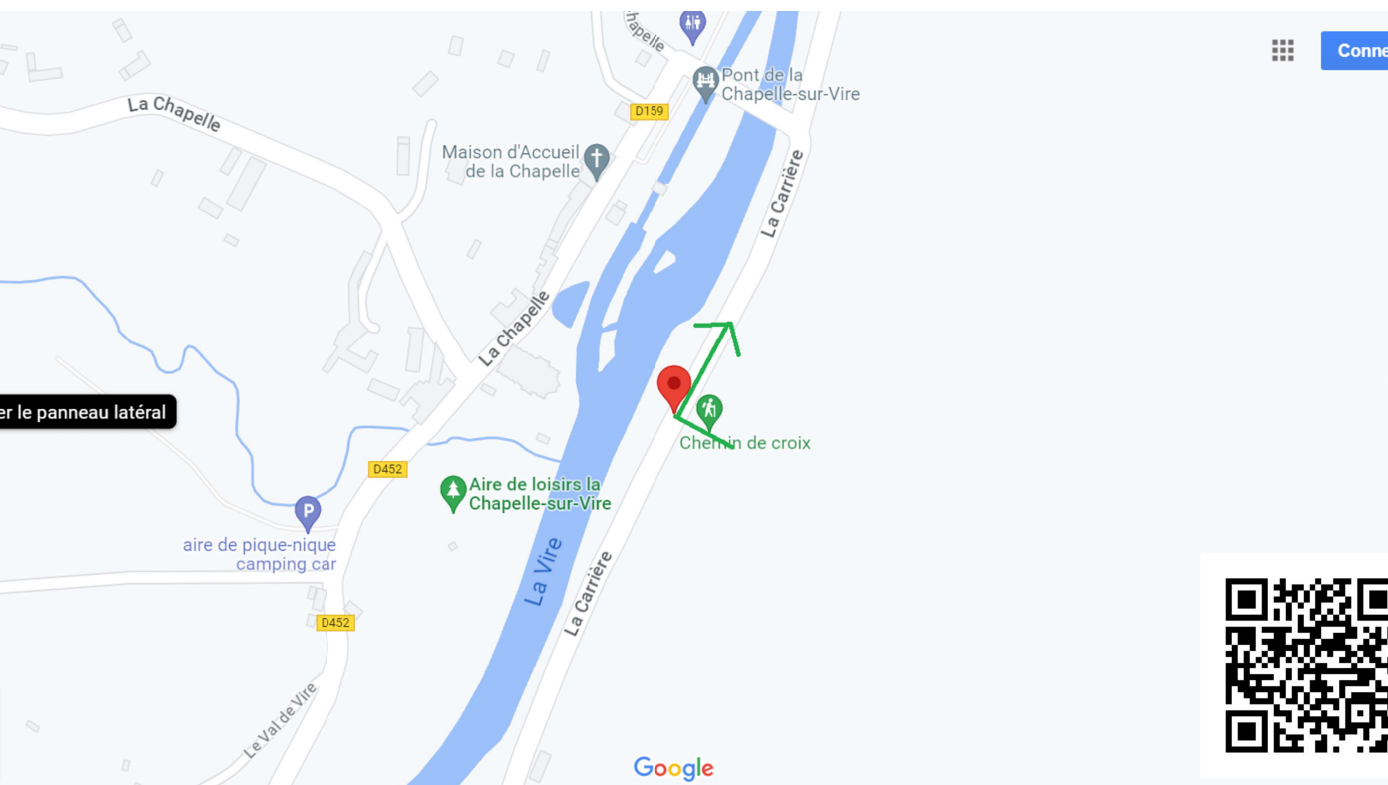 hapelle
Conne
Pont de la
Chapelle-sur-Vire
La Chapelle
D159
Maison d'Accueil
de la Chapelle
La Carrière
La Chapelle
er le panneau latéral
Chemin de croix
D452
Aire de loisirs la
Chapelle-sur-Vire
P
aire de pique-nique
camping car
La Vire
La Carrière
D452
Le Val de Vire
Google